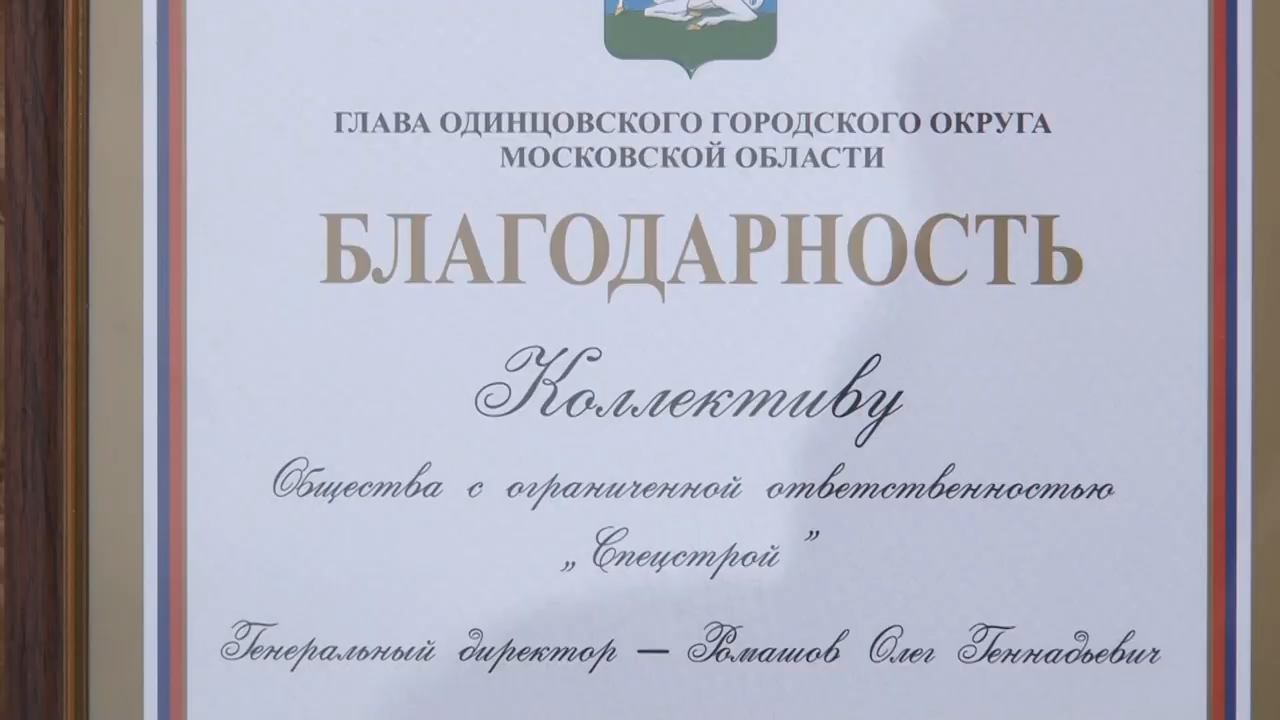 ГЛАВА ОДИНЦОВСКОГО ГОРОДСКОГО ОКРУГА
МОСКОВСКОЙ ОБЛАСТИ
БЛАГОДАРНОСТЬ
Коллективу
Общества с ограниченной ответственностью
„Спецстрой”
Генеральный директор — Ромашов Олег Геннадьевич